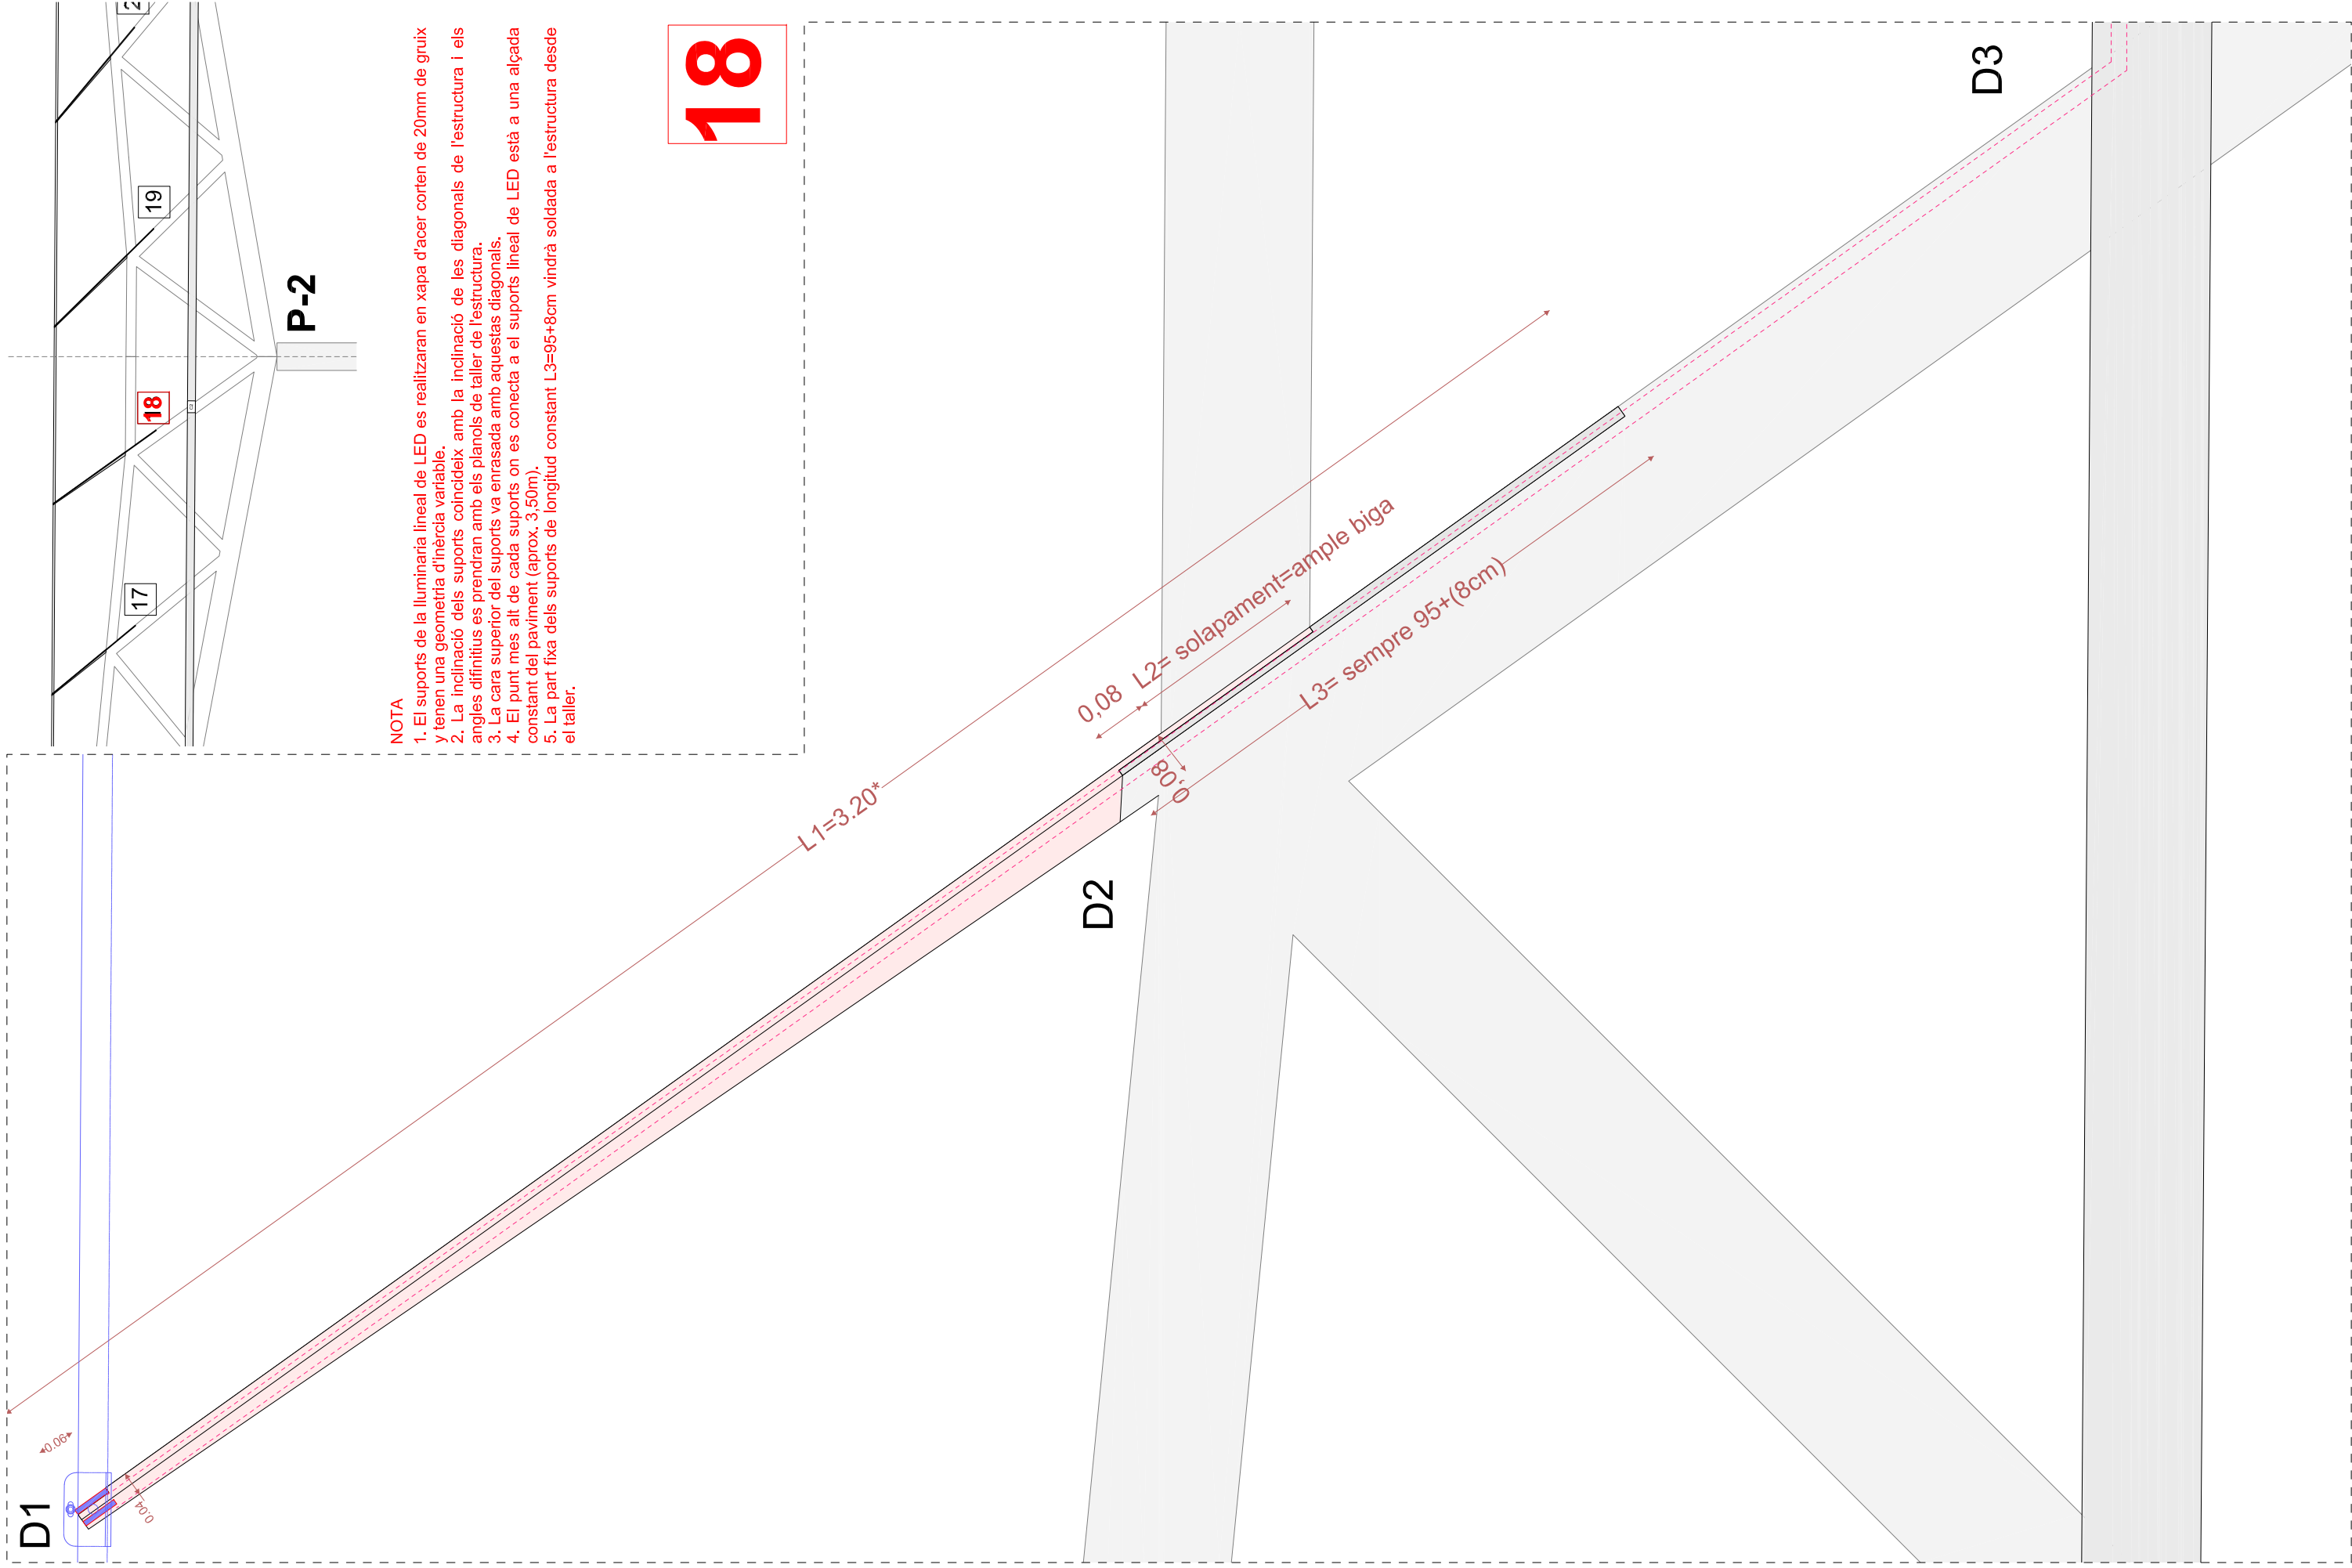 NOTA
1. El suports de la lluminaria lineal de LED es realitzaran en xapa d'acer corten de 20mm de gruix
y tenen una geometria d'inèrcia variable.
2. La inclinació dels suports coincideix amb la inclinació de les diagonals de l'estructura i els
angles difinitius es prendran amb els planols de taller de l'estructura.
3. La cara superior del suports va enrasada amb aquestas diagonals.
4. El punt mes alt de cada suports on es conecta a el suports lineal de LED està a una alçada
constant del paviment (aprox. 3,50m).
5. La part fixa dels suports de longitud constant L3=95+8cm vindrà soldada a l'estructura desde
el taller.
17
18
19
P-2
18
D1
D2
D3
0.06
0.04
L1=3.20*
0,08
L2= solapament=ample biga
0,08
L3= sempre 95+(8cm)